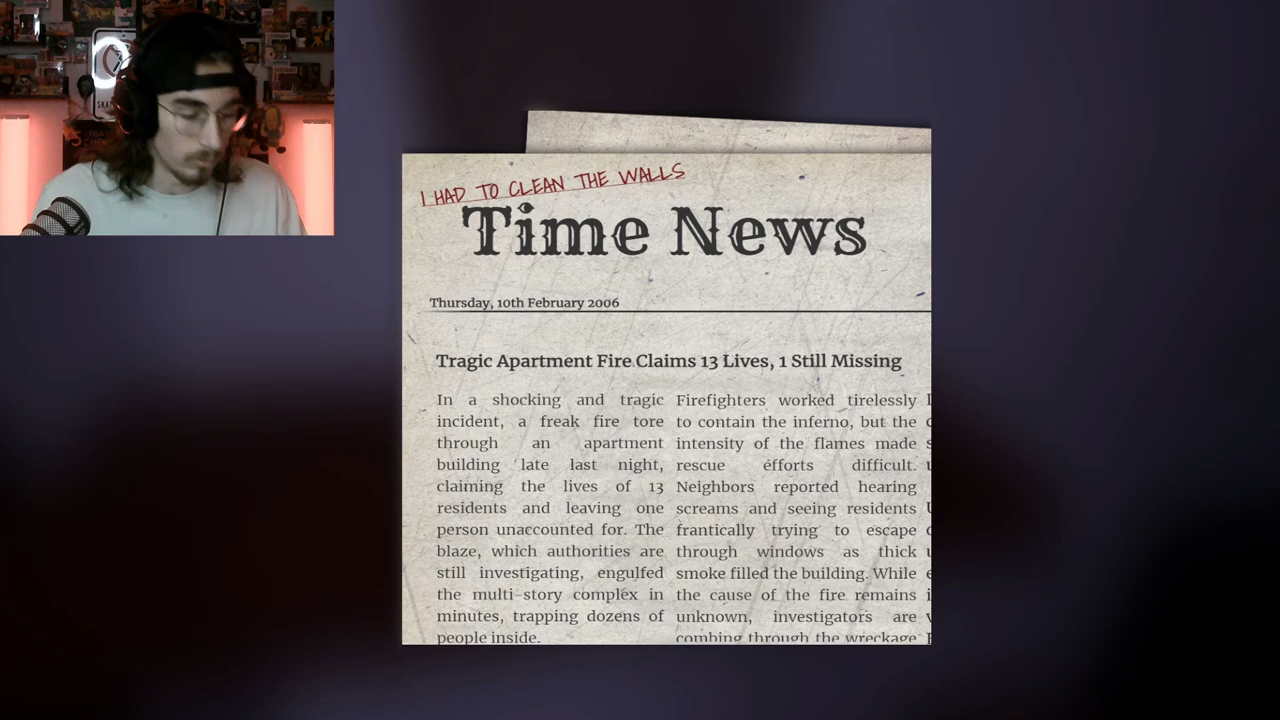 I HAD TO CLEAN THE WALLS
Time News
Thursday, 10th February 2006
Tragic Apartment Fire Claims 13 Lives, 1 Still Missing
In a shocking and tragic
incident, a freak fire tore
through an apartment
building late last night,
claiming the lives of 13
residents and leaving one
person unaccounted for. The
blaze, which authorities are
still investigating, engulfed
the multi-story complex in
minutes, trapping dozens of
people inside.
Firefighters worked tirelessly
to contain the inferno, but the
intensity of the flames made
rescue efforts difficult.
Neighbors reported hearing
screams and seeing residents
frantically trying to escape
through windows as thick
smoke filled the building. While
the cause of the fire remains
unknown, investigators are
combing through the wreckage